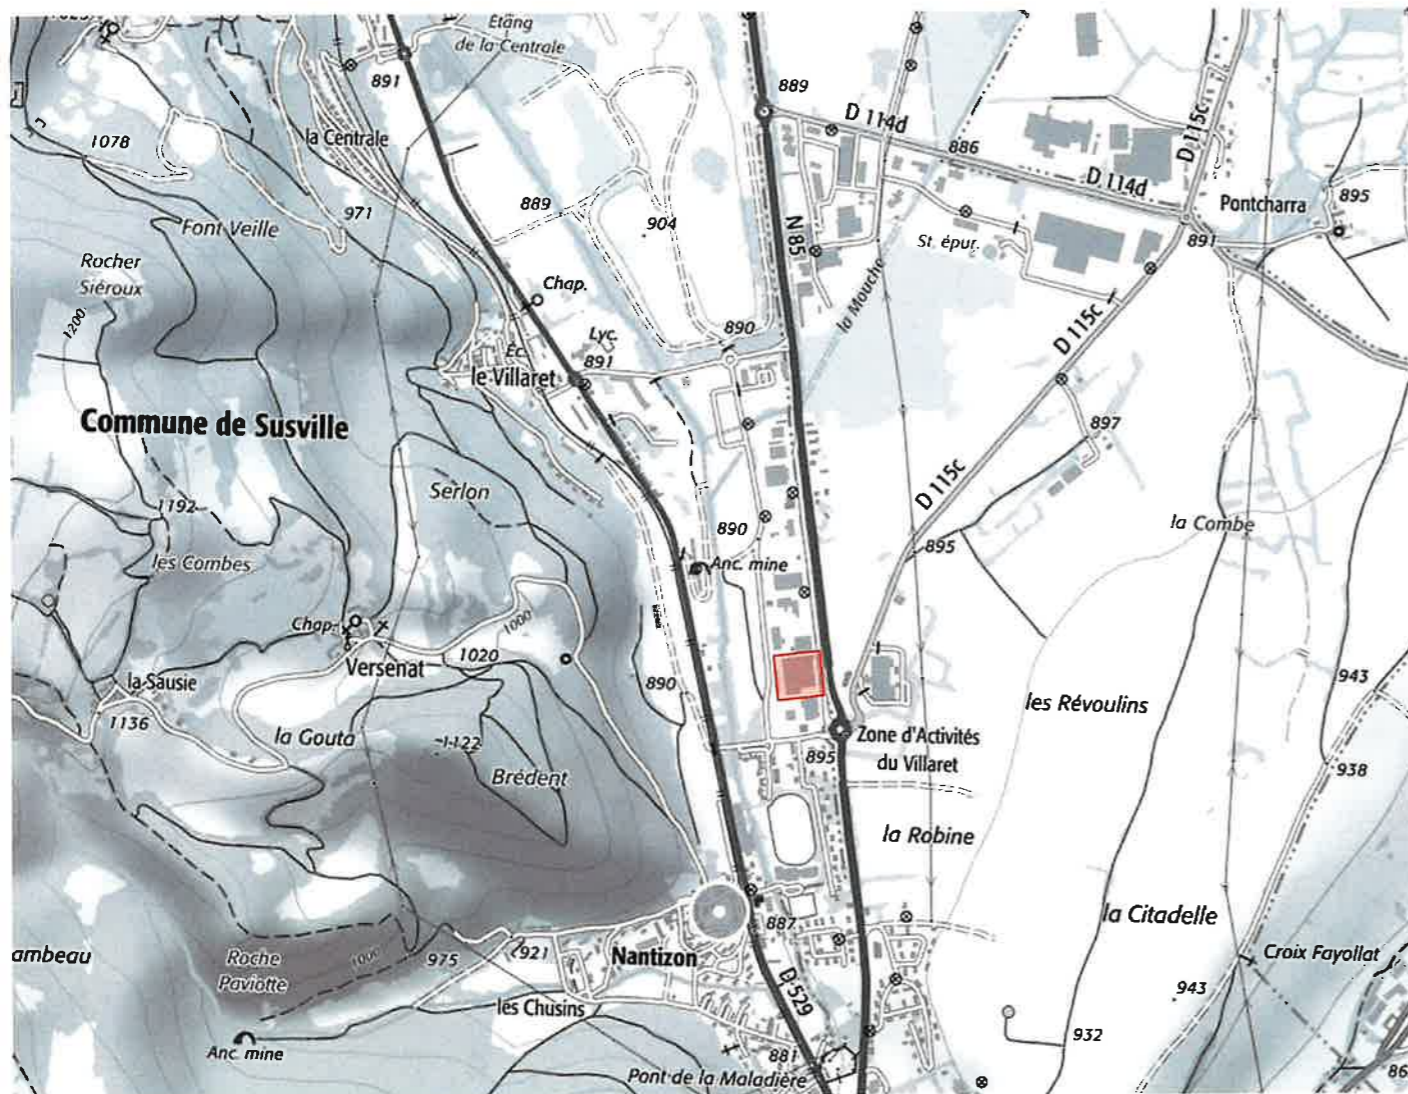 Étang
de la Centrale
891
889
D 114d
886
D 114d
D 115c
1078
la Centrale
895
Pontcharra
889
904
971
Font Veille
N 85
St. épur.
891
Rocher
Siéroux
Chap.
la Mouche
1200
890
D 115c
Lyc.
Éc.
891
le Villaret
Commune de Susville
897
Serlon
D 115c
1192
890
la Combe
les Combes
895
Anc. mine
Chap.
1000
Versenat
1020
la Sausie
890
943
1136
les Révoulins
la Gouta
1122
Zone d'Activités
du Villaret
895
938
Brédent
la Robine
887
la Citadelle
ambeau
Roche
Paviotte
1000
975
921
Nantizon
Croix Fayollat
D 529
943
les Chusins
932
Anc. mine
881
Pont de la Maladière
86